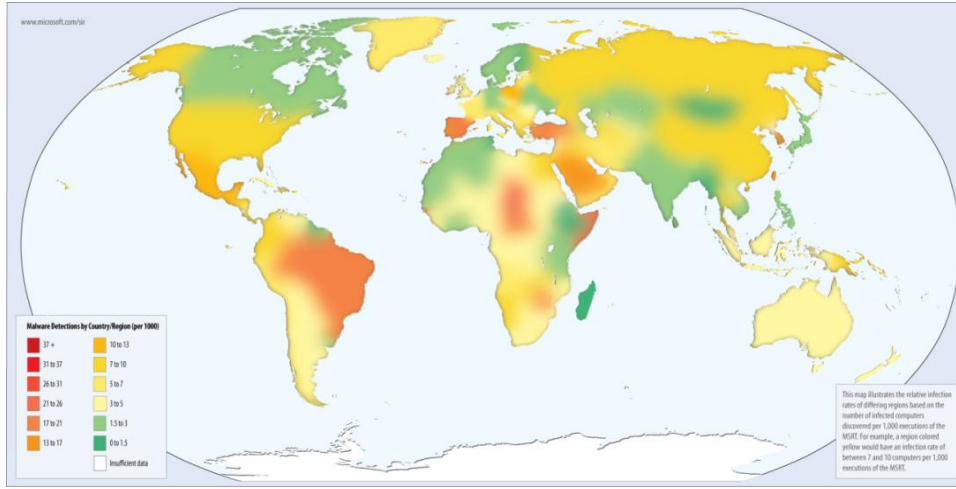 www.microsoft.com/sir
Malware Detections by Country/Region (per 1000)
37 +
31 to 37
26 to 31
21 to 26
17 to 21
13 to 17
10 to 13
7 to 10
5 to 7
3 to 5
1.5 to 3
0 to 1.5
Insufficient data
This map illustrates the relative infection
rates of differing regions based on the
number of infected computers
discovered per 1,000 executions of the
MSRT. For example, a region colored
yellow would have an infection rate of
between 7 and 10 computers per 1,000
executions of the MSRT.